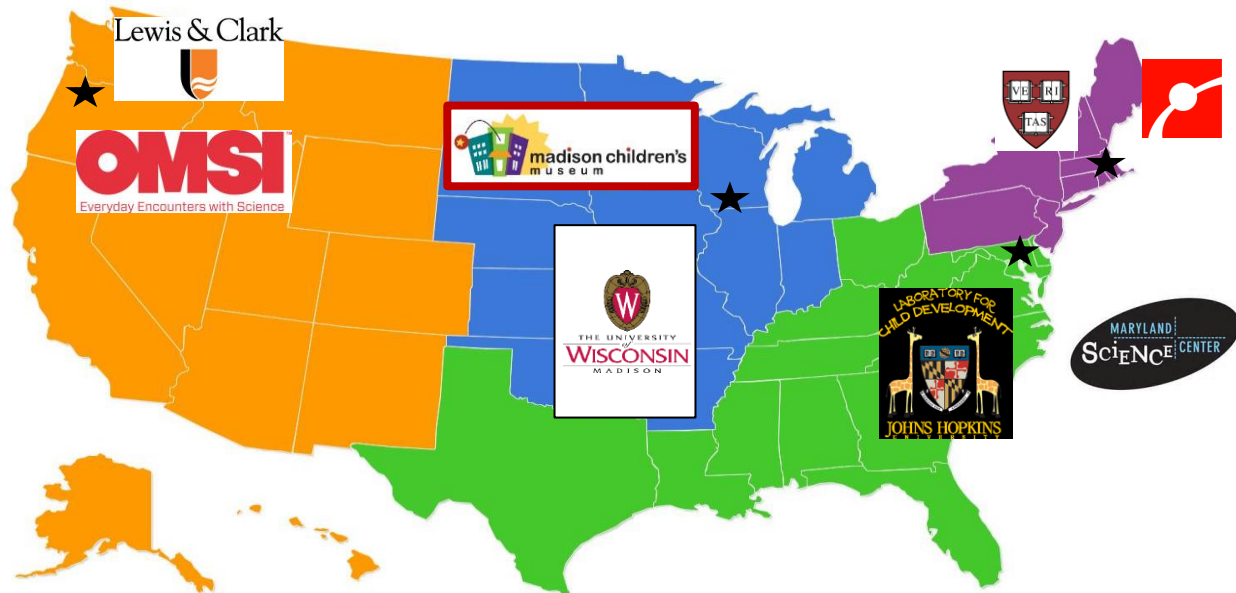 Lewis & Clark
OMSI
Everyday Encounters with Science
madison children's
museum
THE UNIVERSITY
of
WISCONSIN
MADISON
VE RI
TAS
LABORATORY FOR
CHILD DEVELOPMENT
JOHNS HOPKINS
UNIVERSITY
MARYLAND
SCIENCE CENTER